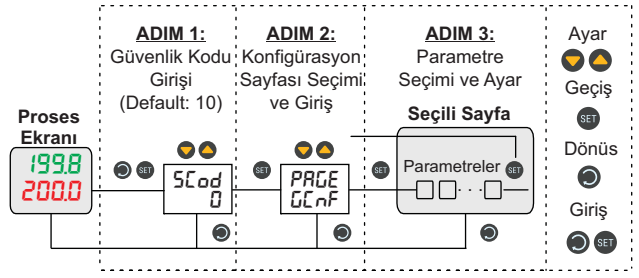 ADIM 1:
Güvenlik Kodu
Girişi
(Default: 10)
ADIM 2:
Konfigürasyon
Sayfası Seçimi
ve Giriş
ADIM 3:
Parametre
Seçimi ve Ayar
Seçili Sayfa
Proses
Ekranı
199.8
200.0
SET
SCod
0
SET
PAGE
GCnF
SET
Parametreler
SET
Ayar
Geçiş
SET
Dönüs
Giriş
SET